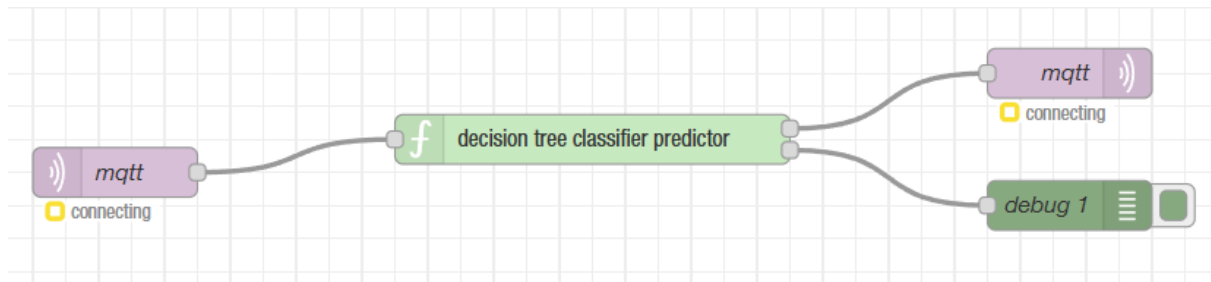 mqtt
connecting
decision tree classifier predictor
mqtt
connecting
debug 1